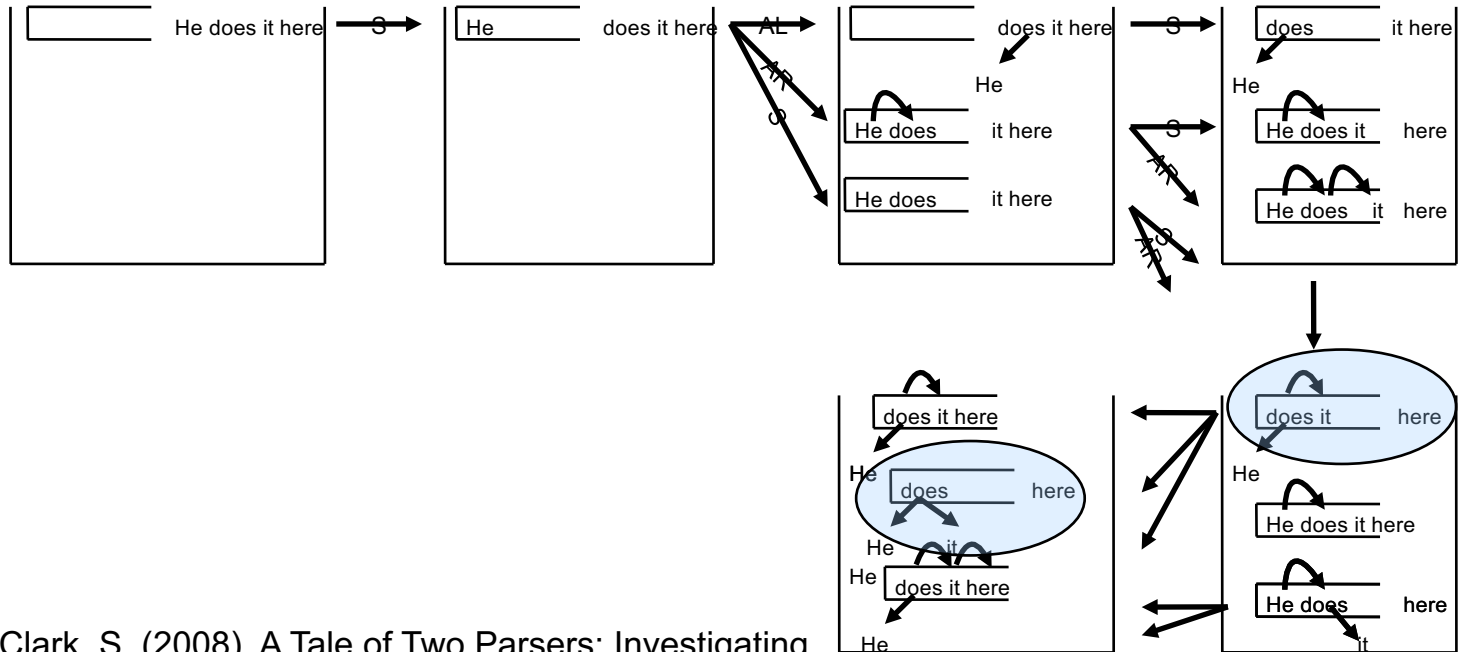 He does it here
S
He
does it here
AL
AR
S
does it here
He
He does
it here
He does
it here
S
S
AR
S
AR
does
it here
He
He does it
here
He does
it
here
does it
here
He
He does it here
He does
here
it
does it here
He
does
here
He
it
He
does it here
He
Clark, S. (2008). A Tale of Two Parsers: Investigating